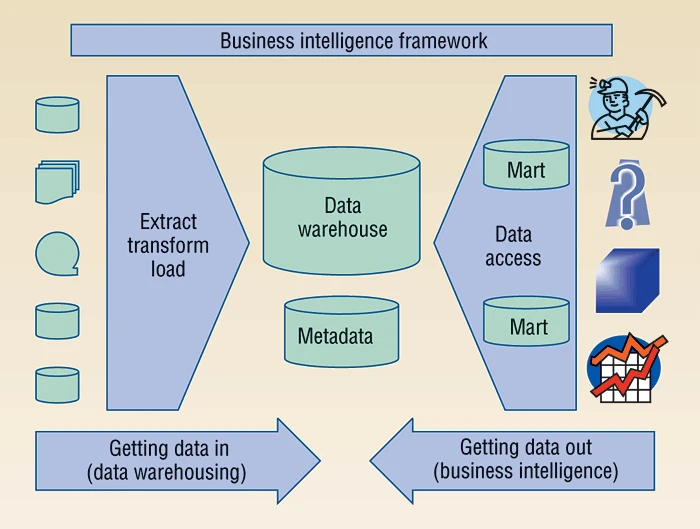 Business intelligence framework
Extract
transform
load
Data
warehouse
Metadata
Mart
Data
access
Mart
?
Getting data in
(data warehousing)
Getting data out
(business intelligence)